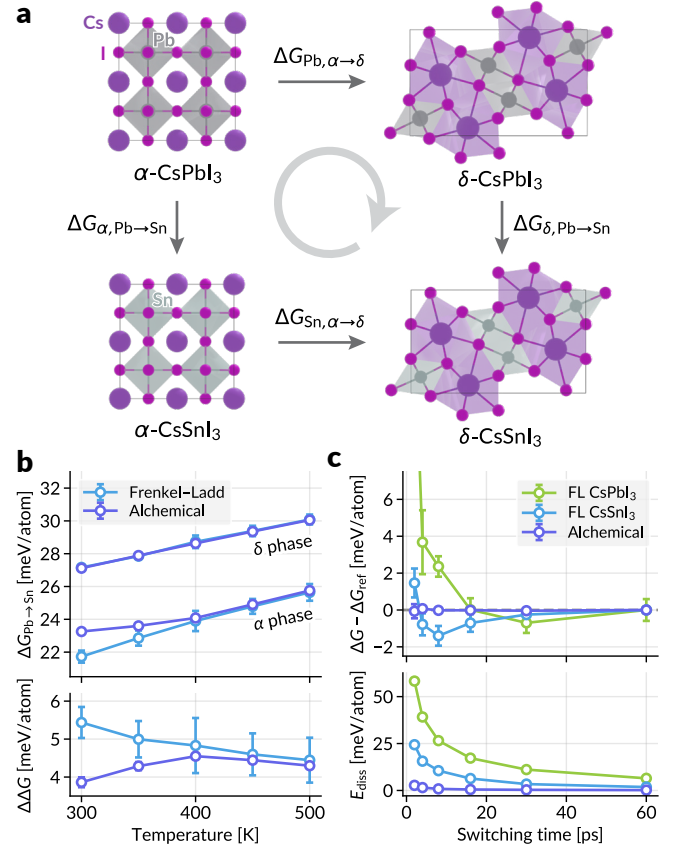 a
Cs
Pb
I
ΔG_Pb, α→δ
α-CsPbI₃
δ-CsPbI₃
ΔG_α, Pb→Sn
ΔG_δ, Pb→Sn
Sn
ΔG_Sn, α→δ
α-CsSnI₃
δ-CsSnI₃
b
Frenkel–Ladd
Alchemical
ΔG_Pb→Sn [meV/atom]
32
30
28
26
24
22
δ phase
α phase
ΔΔG [meV/atom]
6
5
4
300
400
500
Temperature [K]
c
FL CsPbI₃
FL CsSnI₃
Alchemical
ΔG − ΔG_ref [meV/atom]
6
4
2
0
−2
E_diss [meV/atom]
50
25
0
0
20
40
60
Switching time [ps]